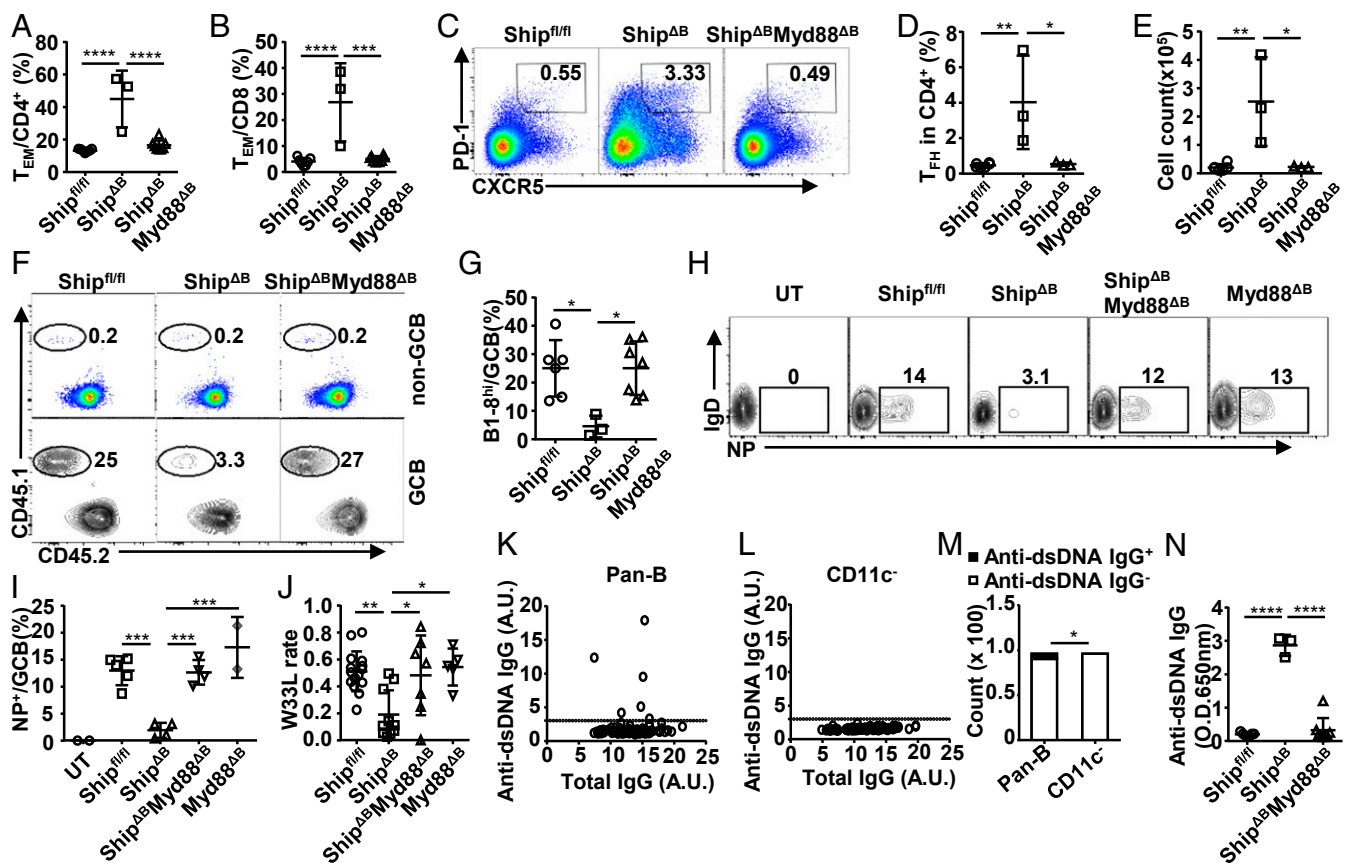 A
T_EM/CD4⁺ (%)
80
60
40
20
0
****
****
Ship^fl/fl
Ship^ΔB
Ship^ΔB
Myd88^ΔB
B
T_EM/CD8 (%)
50
40
30
20
10
0
****
***
Ship^fl/fl
Ship^ΔB
Ship^ΔB
Myd88^ΔB
C
Ship^fl/fl
Ship^ΔB
Ship^ΔBMyd88^ΔB
0.55
3.33
0.49
PD-1
CXCR5
D
T_FH in CD4⁺ (%)
8
6
4
2
0
**
*
Ship^fl/fl
Ship^ΔB
Ship^ΔB
Myd88^ΔB
E
Cell count(x10⁵)
5
4
3
2
1
0
**
*
Ship^fl/fl
Ship^ΔB
Ship^ΔB
Myd88^ΔB
F
Ship^fl/fl
Ship^ΔB
Ship^ΔBMyd88^ΔB
0.2
0.2
0.2
non-GCB
25
3.3
27
GCB
CD45.1
CD45.2
G
B1-8^hi/GCB(%)
50
40
30
20
10
0
*
*
Ship^fl/fl
Ship^ΔB
Ship^ΔB
Myd88^ΔB
H
UT
Ship^fl/fl
Ship^ΔB
Ship^ΔB
Myd88^ΔB
Myd88^ΔB
0
14
3.1
12
13
IgD
NP
I
NP⁺/GCB(%)
25
20
15
10
5
0
***
***
***
UT
Ship^fl/fl
Ship^ΔB
Ship^ΔBMyd88^ΔB
Myd88^ΔB
J
W33L rate
1.0
0.8
0.6
0.4
0.2
0.0
**
*
*
Ship^fl/fl
Ship^ΔB
Ship^ΔBMyd88^ΔB
Myd88^ΔB
K
Pan-B
Anti-dsDNA IgG (A.U.)
20
15
10
5
0
0 5 10 15 20 25
Total IgG (A.U.)
L
CD11c⁻
Anti-dsDNA IgG (A.U.)
20
15
10
5
0
0 5 10 15 20 25
Total IgG (A.U.)
M
Anti-dsDNA IgG⁺
Anti-dsDNA IgG⁻
Count (x 100)
1.5
1.0
0.5
0.0
*
Pan-B
CD11c⁻
N
Anti-dsDNA IgG
(O.D.650nm)
4
3
2
1
0
****
****
Ship^fl/fl
Ship^ΔB
Ship^ΔBMyd88^ΔB